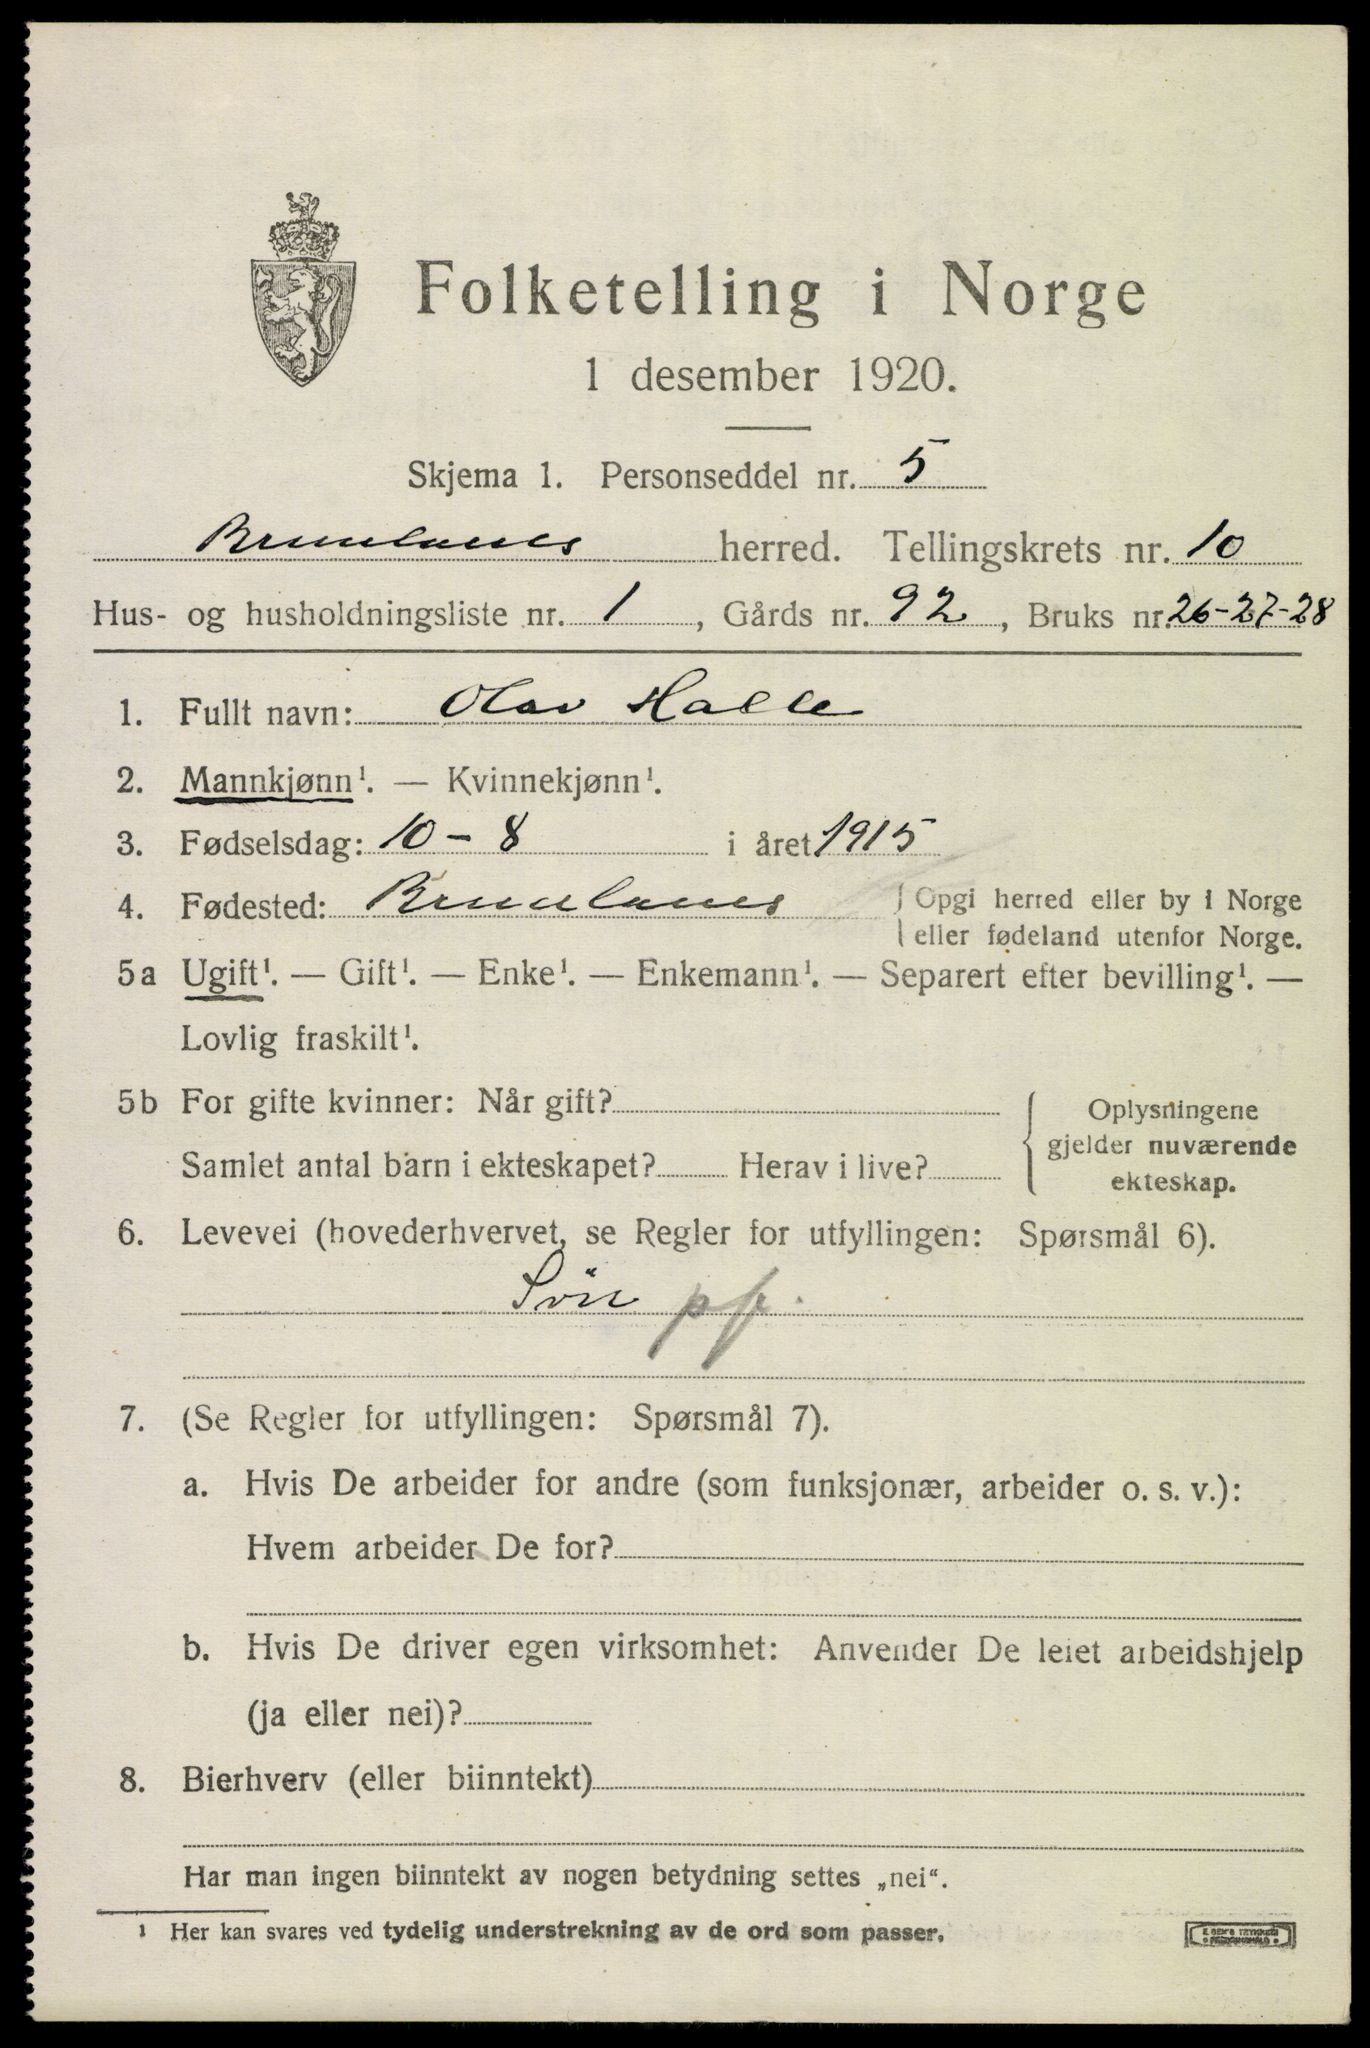 Folketelling i Norge
1 desember 1920.
Skjema 1. Personseddel nr. 5
Brunlanes herred. Tellingskrets nr. 10
Hus- og husholdningsliste nr. 1, Gårds nr. 92, Bruks nr. 26-27-28
1. Fullt navn: Olav Halle
2. Mannkjønn¹. — Kvinnekjønn¹.
3. Fødselsdag: 10 - 8 i året 1915
4. Fødested: Brunlanes { Opgi herred eller by i Norge
eller fødeland utenfor Norge.
5a Ugift¹. — Gift¹. — Enke¹. — Enkemann¹. — Separert efter bevilling¹. —
Lovlig fraskilt¹.
5b For gifte kvinner: Når gift?
Samlet antal barn i ekteskapet? Herav i live?
{ Oplysningene
gjelder nuværende
ekteskap.
6. Levevei (hovederhvervet, se Regler for utfyllingen: Spørsmål 6).
Sön pf.
7. (Se Regler for utfyllingen: Spørsmål 7).
a. Hvis De arbeider for andre (som funksjonær, arbeider o. s. v.):
Hvem arbeider De for?
b. Hvis De driver egen virksomhet: Anvender De leiet arbeidshjelp
(ja eller nei)?
8. Bierhverv (eller biinntekt)
Har man ingen biinntekt av nogen betydning settes „nei“.
¹ Her kan svares ved tydelig understrekning av de ord som passer.